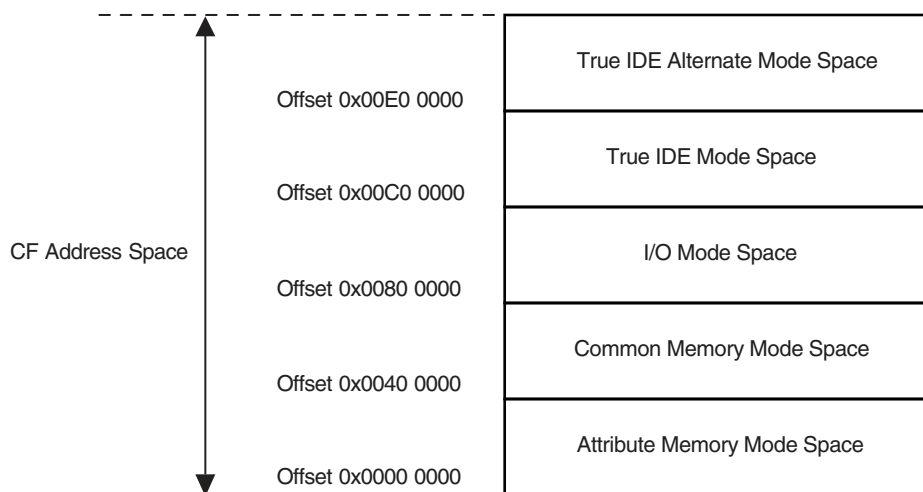 True IDE Alternate Mode Space
Offset 0x00E0 0000
True IDE Mode Space
Offset 0x00C0 0000
CF Address Space
I/O Mode Space
Offset 0x0080 0000
Common Memory Mode Space
Offset 0x0040 0000
Attribute Memory Mode Space
Offset 0x0000 0000